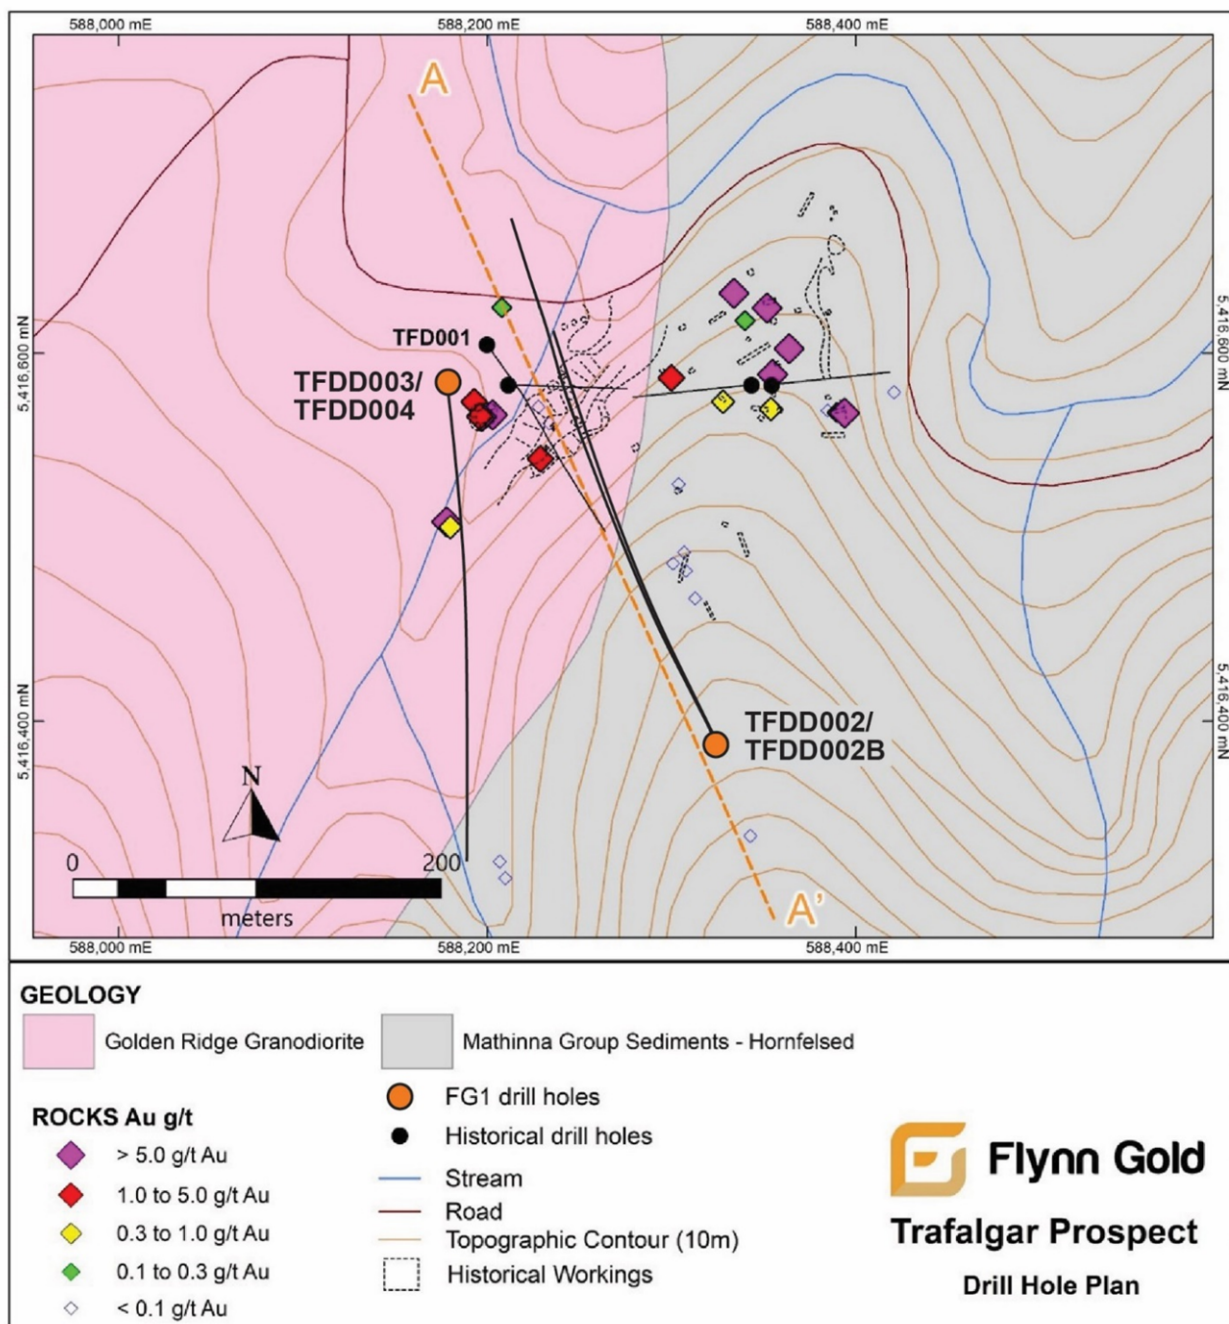 588,000 mE
588,200 mE
588,400 mE
A
5,416,600 mN
5,416,600 mN
TFD001
TFDD003/
TFDD004
5,416,400 mN
5,416,400 mN
TFDD002/
TFDD002B
N
0
200
meters
A’
588,000 mE
588,200 mE
588,400 mE
GEOLOGY
Golden Ridge Granodiorite
Mathinna Group Sediments - Hornfelsed
ROCKS Au g/t
> 5.0 g/t Au
1.0 to 5.0 g/t Au
0.3 to 1.0 g/t Au
0.1 to 0.3 g/t Au
< 0.1 g/t Au
FG1 drill holes
Historical drill holes
Stream
Road
Topographic Contour (10m)
Historical Workings
Flynn Gold
Trafalgar Prospect
Drill Hole Plan